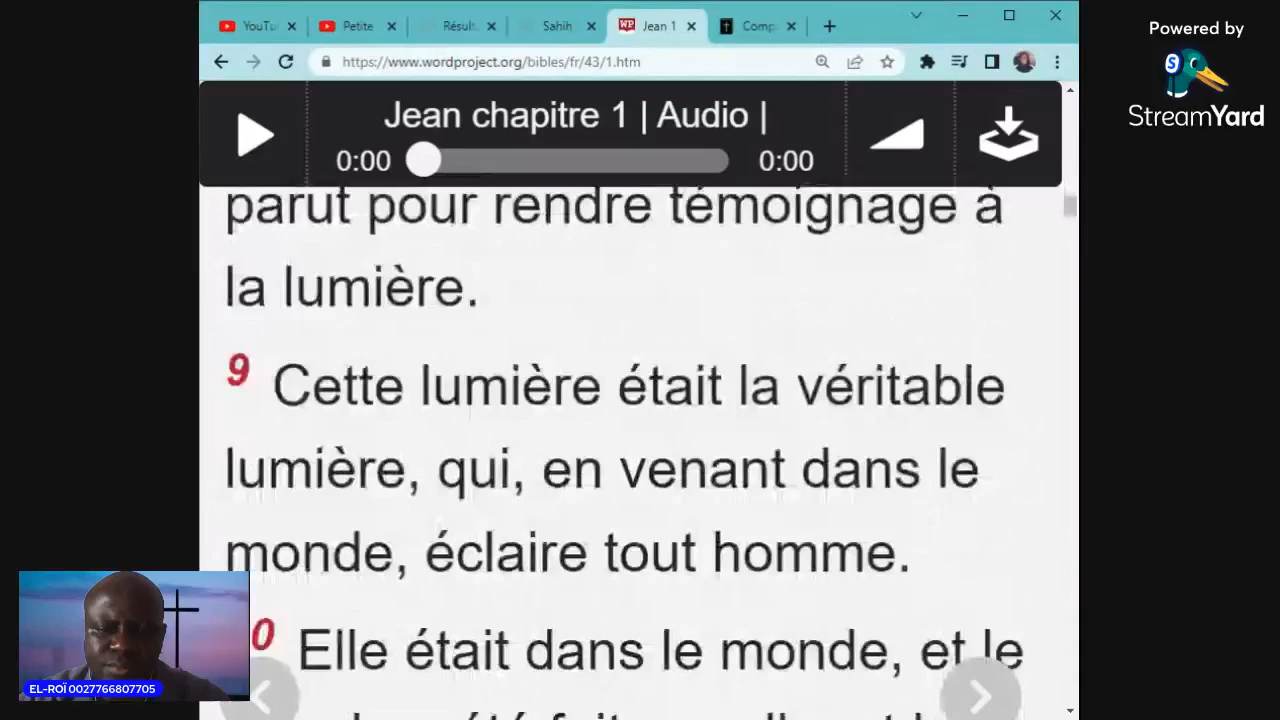 YouTu
Petite
Résult
Sahih
Jean 1
Comp
https://www.wordproject.org/bibles/fr/43/1.htm
Powered by
S
StreamYard
Jean chapitre 1 | Audio |
0:00
0:00
parut pour rendre témoignage à
la lumière.
9 Cette lumière était la véritable
lumière, qui, en venant dans le
monde, éclaire tout homme.
0 Elle était dans le monde, et le
EL-ROÏ 0027766807705